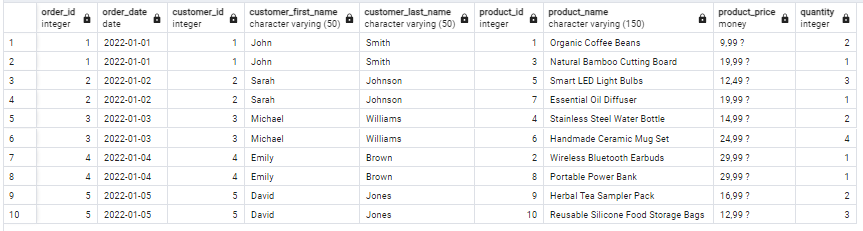 order_id integer order_date date customer_id integer customer_first_name character varying (50) customer_last_name character varying (50) product_id integer product_name character varying (150) product_price money quantity integer
1 1 2022-01-01 1 John Smith 1 Organic Coffee Beans 9,99 ? 2
2 1 2022-01-01 1 John Smith 3 Natural Bamboo Cutting Board 19,99 ? 1
3 2 2022-01-02 2 Sarah Johnson 5 Smart LED Light Bulbs 12,49 ? 3
4 2 2022-01-02 2 Sarah Johnson 7 Essential Oil Diffuser 19,99 ? 1
5 3 2022-01-03 3 Michael Williams 4 Stainless Steel Water Bottle 14,99 ? 2
6 3 2022-01-03 3 Michael Williams 6 Handmade Ceramic Mug Set 24,99 ? 4
7 4 2022-01-04 4 Emily Brown 2 Wireless Bluetooth Earbuds 29,99 ? 1
8 4 2022-01-04 4 Emily Brown 8 Portable Power Bank 29,99 ? 1
9 5 2022-01-05 5 David Jones 9 Herbal Tea Sampler Pack 16,99 ? 2
10 5 2022-01-05 5 David Jones 10 Reusable Silicone Food Storage Bags 12,99 ? 3